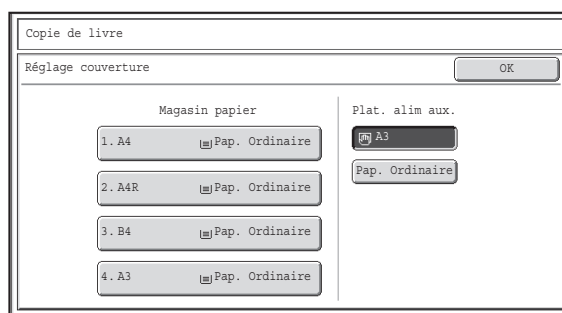 Copie de livre
Réglage couverture
OK
Magasin papier
1. A4 Pap. Ordinaire
2. A4R Pap. Ordinaire
3. B4 Pap. Ordinaire
4. A3 Pap. Ordinaire
Plat. alim aux.
A3
Pap. Ordinaire